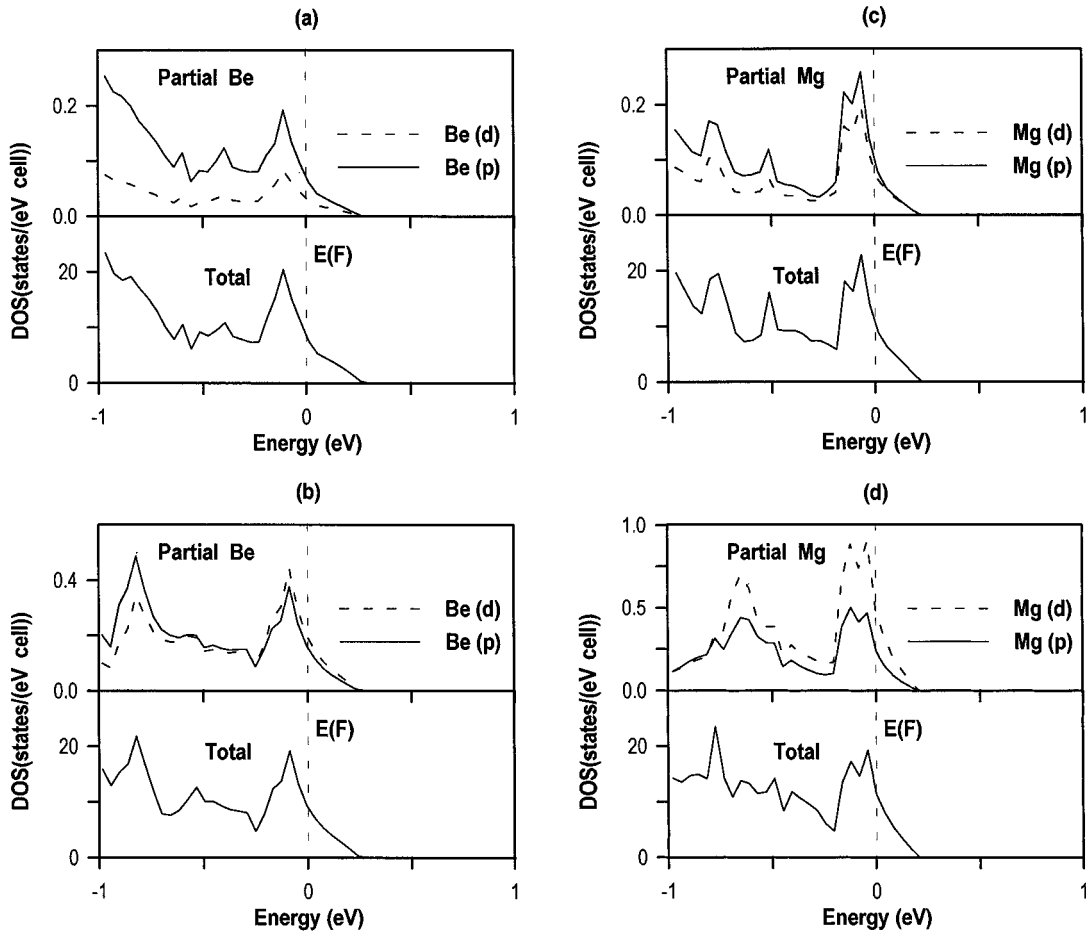 (a)
Partial Be
Be (d)
Be (p)
0.2
0.0
DOS(states/(eV cell))
E(F)
Total
20
0
-1
0
1
Energy (eV)
(c)
Partial Mg
Mg (d)
Mg (p)
0.2
0.0
DOS(states/(eV cell))
E(F)
Total
20
0
-1
0
1
Energy (eV)
(b)
Partial Be
Be (d)
Be (p)
0.4
0.0
DOS(states/(eV cell))
E(F)
Total
20
0
-1
0
1
Energy (eV)
(d)
1.0
Partial Mg
Mg (d)
Mg (p)
0.5
0.0
DOS(states/(eV cell))
E(F)
Total
20
0
-1
0
1
Energy (eV)